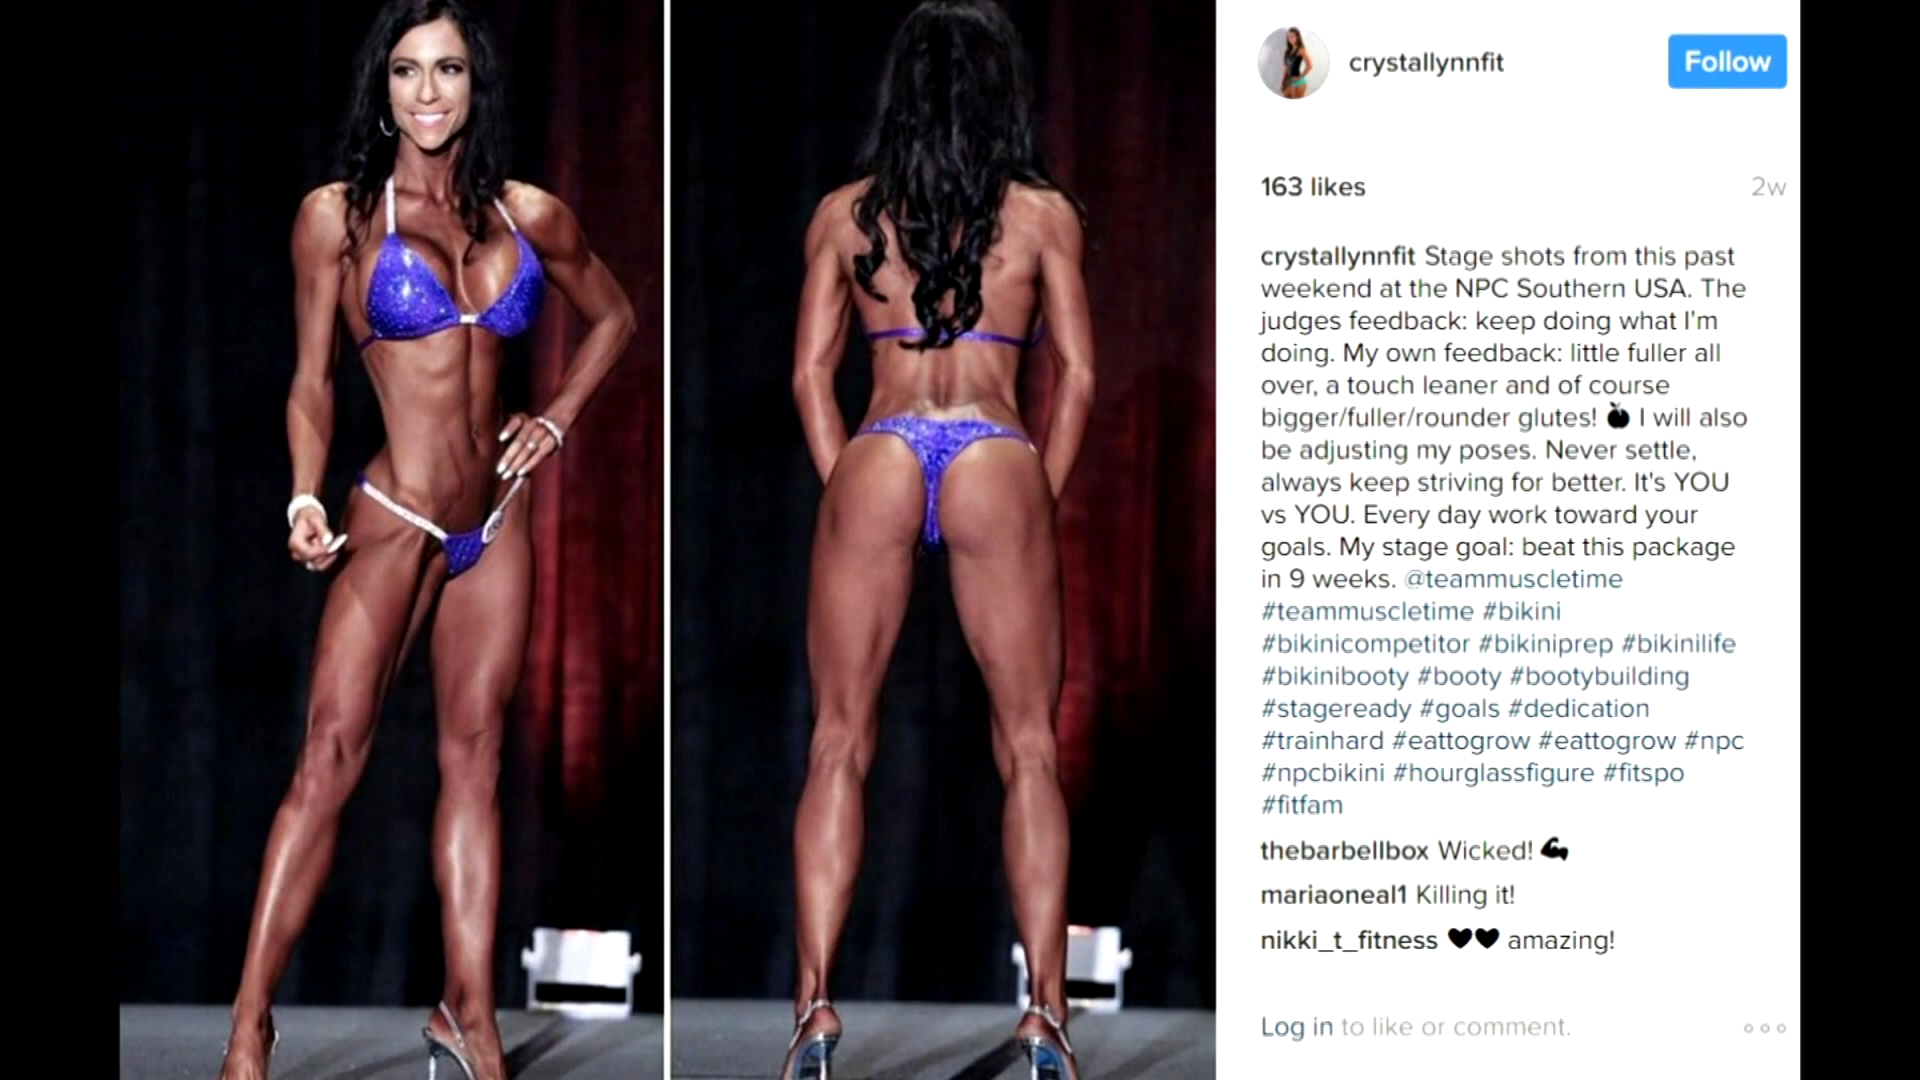 crystallynnfit
Follow
163 likes
2w
crystallynnfit Stage shots from this past
weekend at the NPC Southern USA. The
judges feedback: keep doing what I'm
doing. My own feedback: little fuller all
over, a touch leaner and of course
bigger/fuller/rounder glutes! 🍎 I will also
be adjusting my poses. Never settle,
always keep striving for better. It's YOU
vs YOU. Every day work toward your
goals. My stage goal: beat this package
in 9 weeks. @teammuscletime
#teammuscletime #bikini
#bikinicompetitor #bikiniprep #bikinilife
#bikinibooty #booty #bootybuilding
#stageready #goals #dedication
#trainhard #eattogrow #eattogrow #npc
#npcbikini #hourglassfigure #fitspo
#fitfam
thebarbellbox Wicked! 💪
mariaoneal1 Killing it!
nikki_t_fitness ♥♥ amazing!
Log in to like or comment.